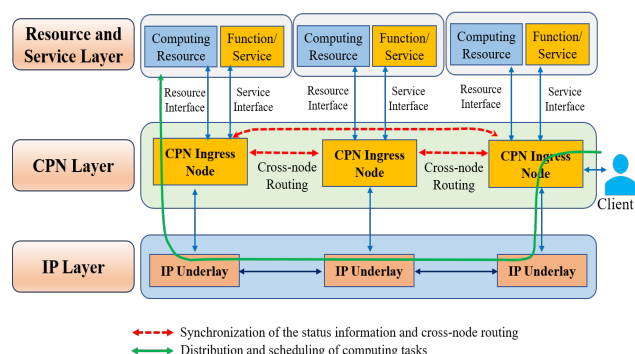 Resource and
Service Layer
Computing
Resource
Function/
Service
Computing
Resource
Function/
Service
Computing
Resource
Function/
Service
Resource
Interface
Service
Interface
Resource
Interface
Service
Interface
Resource
Interface
Service
Interface
CPN Layer
CPN Ingress
Node
Cross-node
Routing
CPN Ingress
Node
Cross-node
Routing
CPN Ingress
Node
Client
IP Layer
IP Underlay
IP Underlay
IP Underlay
Synchronization of the status information and cross-node routing
Distribution and scheduling of computing tasks